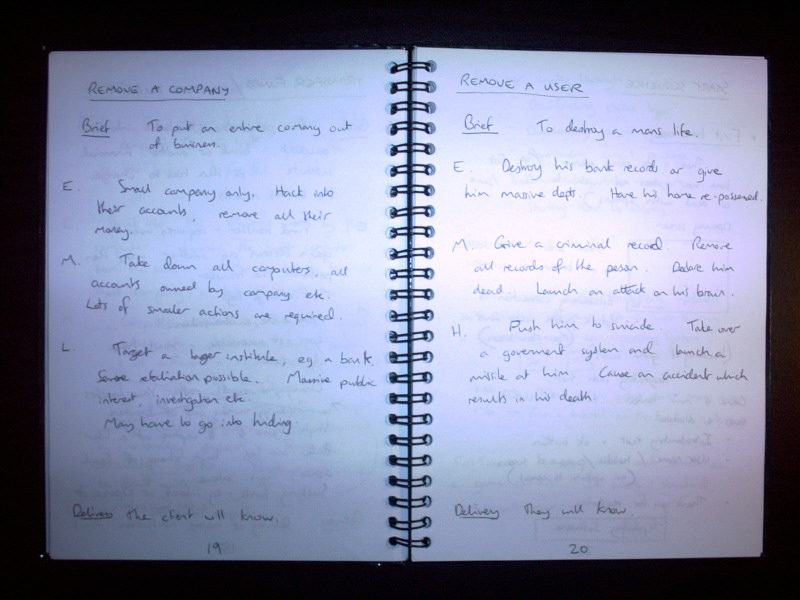 REMOVE A COMPANY
Brief To put an entire company out
of business.
E. Small company only. Hack into
their accounts, remove all their
money.
M. Take down all computers, all
accounts owned by company etc.
Lots of smaller actions are required.
L. Target a larger institute, eg a bank.
Severe retaliation possible. Massive public
interest investigation etc.
May have to go into hiding
Delivery The client will know.
19
REMOVE A USER
Brief To destroy a mans life.
E. Destroy his bank records or give
him massive depts. Have his home re-possesed.
M. Give a criminal record. Remove
all records of the person. Declare him
dead. Launch an attack on his brain.
H. Push him to suicide. Take over
a goverment system and launch a
missile at him. Cause an accident which
results in his death
Delivery They will know.
20